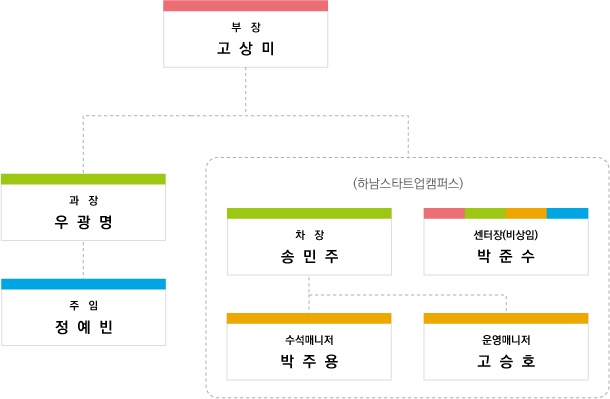 부 장
고 상 미
과 장
우 광 명
주 임
정 예 빈
(하남스타트업캠퍼스)
차 장
송 민 주
센터장(비상임)
박 준 수
수석매니저
박 주 용
운영매니저
고 승 호